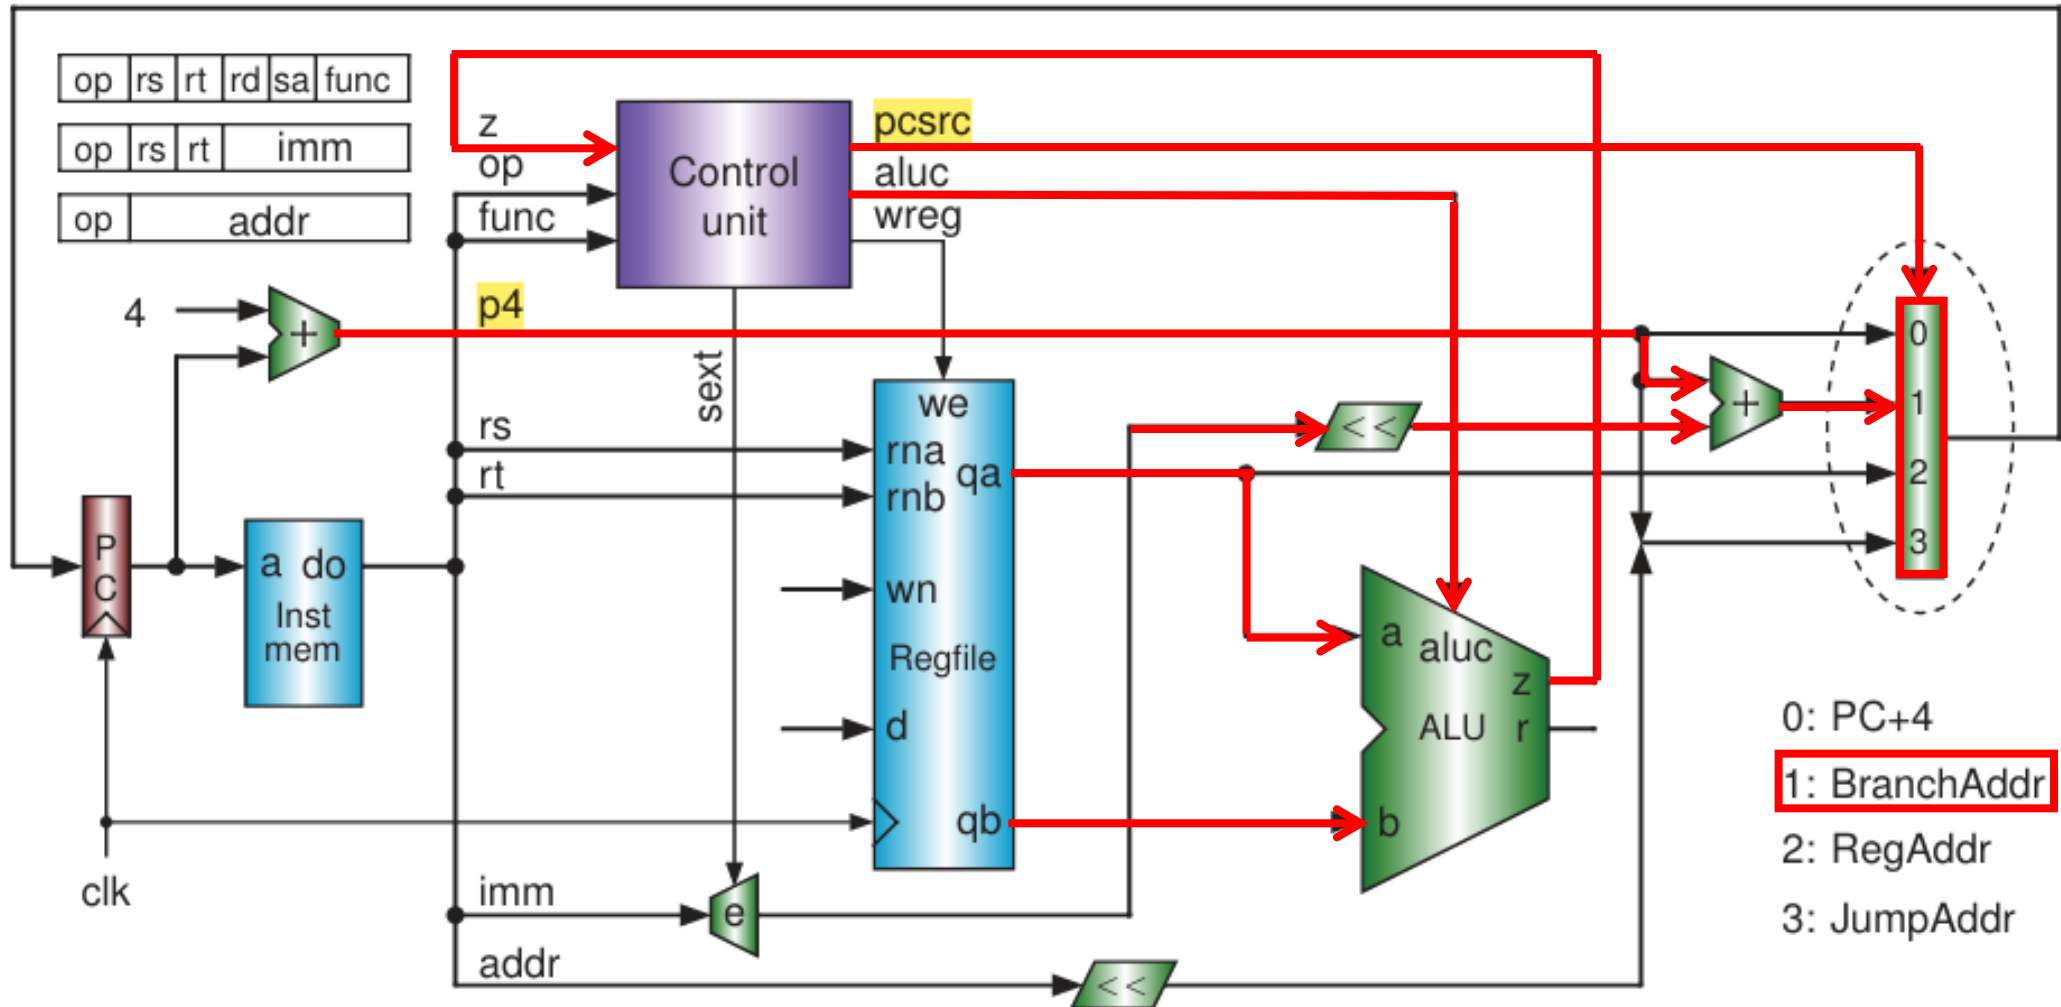 op rs rt rd sa func
op rs rt imm
op addr
z
op
func
Control
unit
pcsrc
aluc
wreg
4
+
p4
sext
rs
rt
we
rna
rnb
qa
wn
Regfile
d
qb
<<
+
0
1
2
3
P
C
a do
Inst
mem
a
aluc
z
ALU
r
b
clk
imm
e
addr
<<
0: PC+4
1: BranchAddr
2: RegAddr
3: JumpAddr